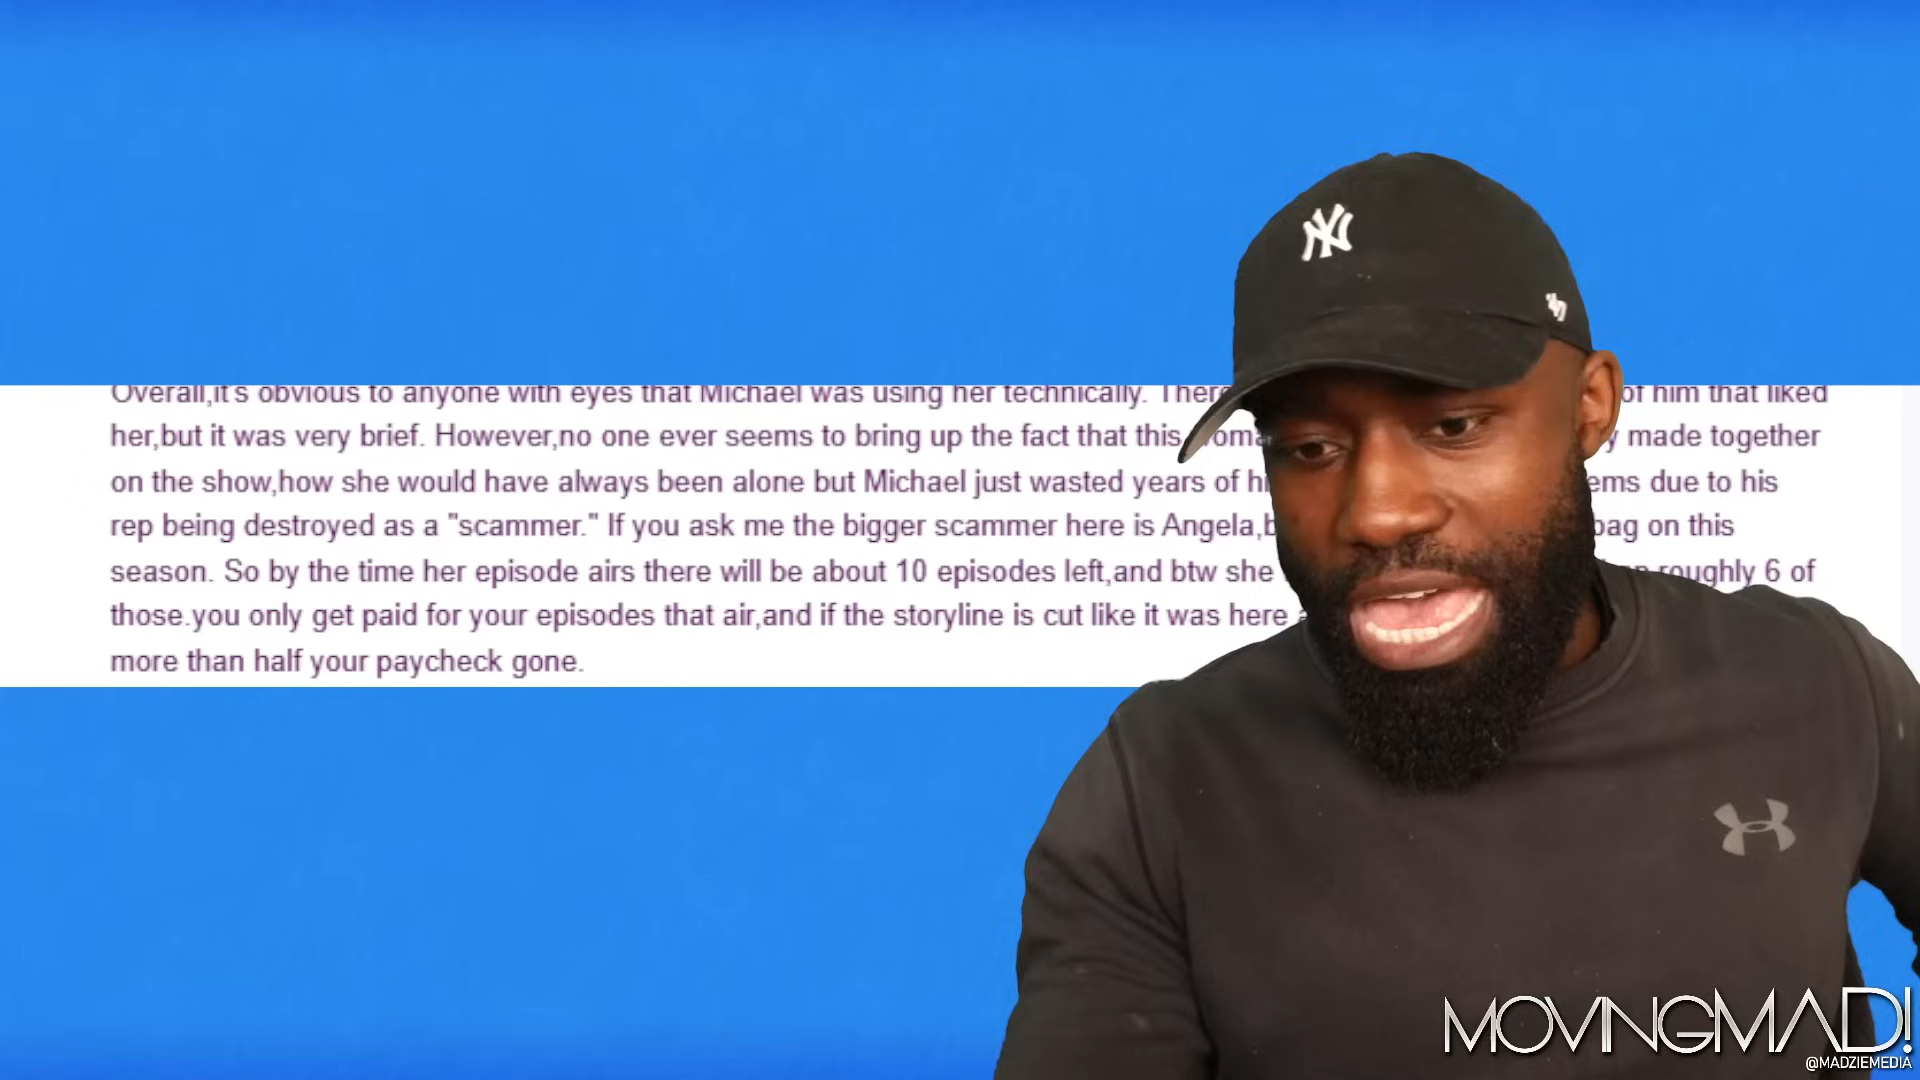 Overall,it's obvious to anyone with eyes that Michael was using her technically. of him that liked
her,but it was very brief. However,no one ever seems to bring up the fact that this made together
on the show,how she would have always been alone but Michael just wasted years of due to his
rep being destroyed as a "scammer." If you ask me the bigger scammer here is Angela, on this
season. So by the time her episode airs there will be about 10 episodes left,and btw she roughly 6 of
those.you only get paid for your episodes that air,and if the storyline is cut like it was here
more than half your paycheck gone.
NY
MOVINGMAD!
@MADZIEMEDIA